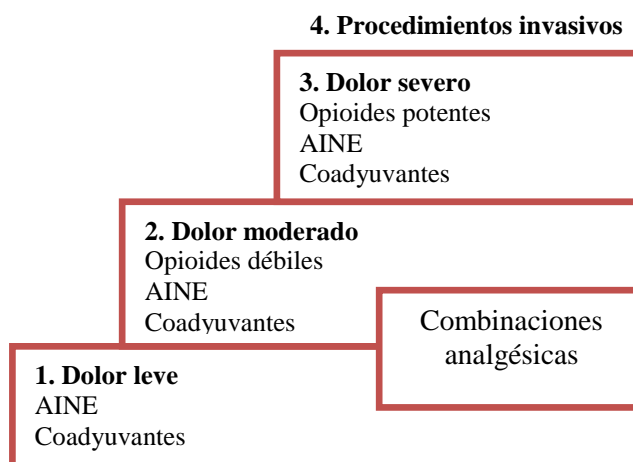 4. Procedimientos invasivos
3. Dolor severo
Opioides potentes
AINE
Coadyuvantes
2. Dolor moderado
Opioides débiles
AINE
Coadyuvantes
Combinaciones
analgésicas
1. Dolor leve
AINE
Coadyuvantes